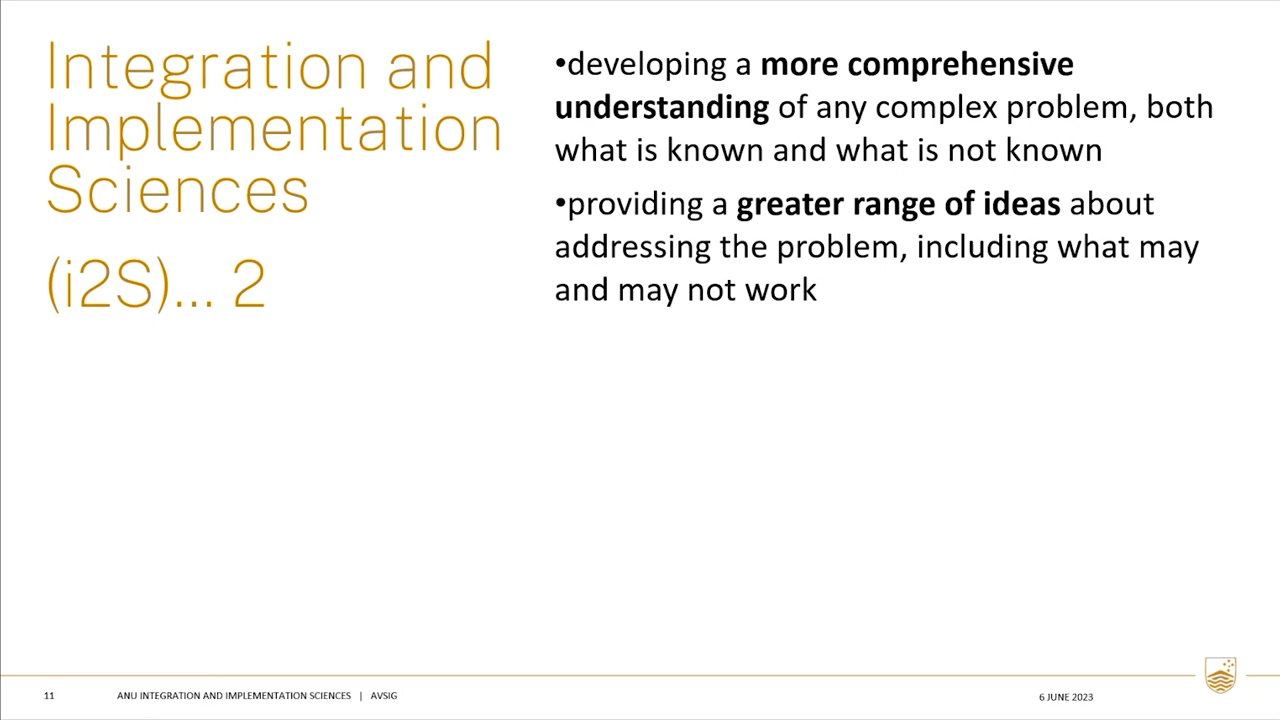 Integration and
Implementation
Sciences
(i2S)... 2
•developing a more comprehensive
understanding of any complex problem, both
what is known and what is not known
•providing a greater range of ideas about
addressing the problem, including what may
and may not work
11 ANU INTEGRATION AND IMPLEMENTATION SCIENCES | AVSIG 6 JUNE 2023